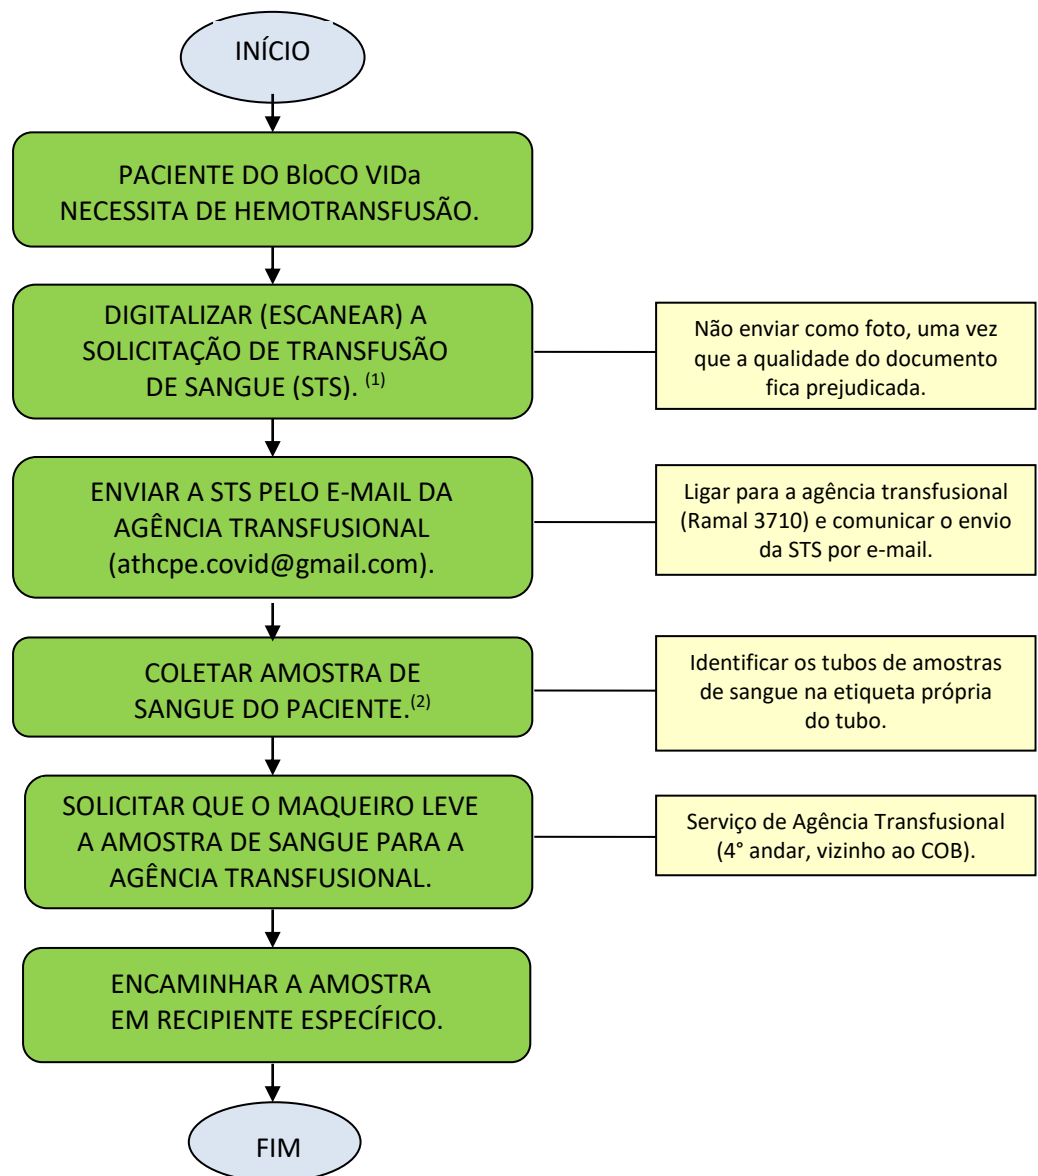 INÍCIO
PACIENTE DO BloCO VIDa
NECESSITA DE HEMOTRANSFUSÃO.
DIGITALIZAR (ESCANEAR) A
SOLICITAÇÃO DE TRANSFUSÃO
DE SANGUE (STS). (1)
Não enviar como foto, uma vez
que a qualidade do documento
fica prejudicada.
ENVIAR A STS PELO E-MAIL DA
AGÊNCIA TRANSFUSIONAL
(athcpe.covid@gmail.com).
Ligar para a agência transfusional
(Ramal 3710) e comunicar o envio
da STS por e-mail.
COLETAR AMOSTRA DE
SANGUE DO PACIENTE.(2)
Identificar os tubos de amostras
de sangue na etiqueta própria
do tubo.
SOLICITAR QUE O MAQUEIRO LEVE
A AMOSTRA DE SANGUE PARA A
AGÊNCIA TRANSFUSIONAL.
Serviço de Agência Transfusional
(4° andar, vizinho ao COB).
ENCAMINHAR A AMOSTRA
EM RECIPIENTE ESPECÍFICO.
FIM